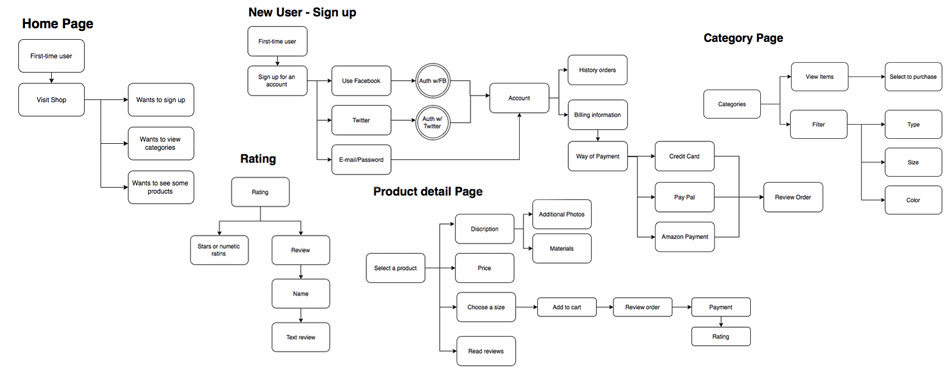 Home Page
First-time user
Visit Shop
Wants to sign up
Wants to view
categories
Wants to see some
products
New User - Sign up
First-time user
Sign up for an
account
Use Facebook
Auth w/FB
Twitter
Auth w/
Twitter
E-mail/Password
Account
History orders
Billing information
Way of Payment
Credit Card
Pay Pal
Amazon Payment
Review Order
Category Page
Categories
View Items
Select to purchase
Filter
Type
Size
Color
Rating
Rating
Stars or numetic
ratins
Review
Name
Text review
Product detail Page
Select a product
Discription
Additional Photos
Materials
Price
Choose a size
Add to cart
Review order
Payment
Rating
Read reviews